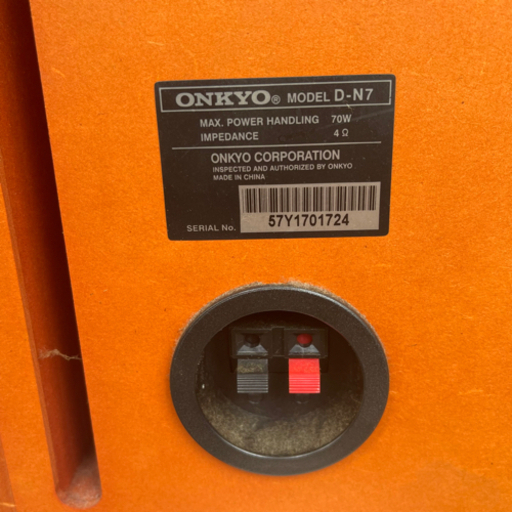 ONKYO® MODEL D-N7
MAX. POWER HANDLING 70W
IMPEDANCE 4 Ω
ONKYO CORPORATION
INSPECTED AND AUTHORIZED BY ONKYO
MADE IN CHINA
SERIAL No. 57Y1701724